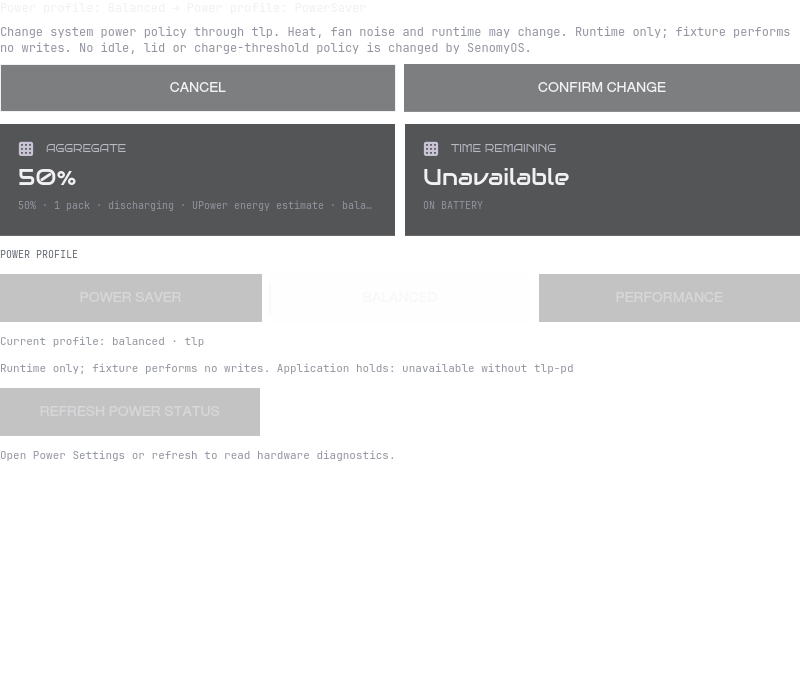 Power profile: Balanced → Power profile: PowerSaver
Change system power policy through tlp. Heat, fan noise and runtime may change. Runtime only; fixture performs
no writes. No idle, lid or charge-threshold policy is changed by SenomyOS.
CANCEL
CONFIRM CHANGE
AGGREGATE
50%
50% · 1 pack · discharging · UPower energy estimate · bala…
TIME REMAINING
Unavailable
ON BATTERY
POWER PROFILE
POWER SAVER
BALANCED
PERFORMANCE
Current profile: balanced · tlp
Runtime only; fixture performs no writes. Application holds: unavailable without tlp-pd
REFRESH POWER STATUS
Open Power Settings or refresh to read hardware diagnostics.